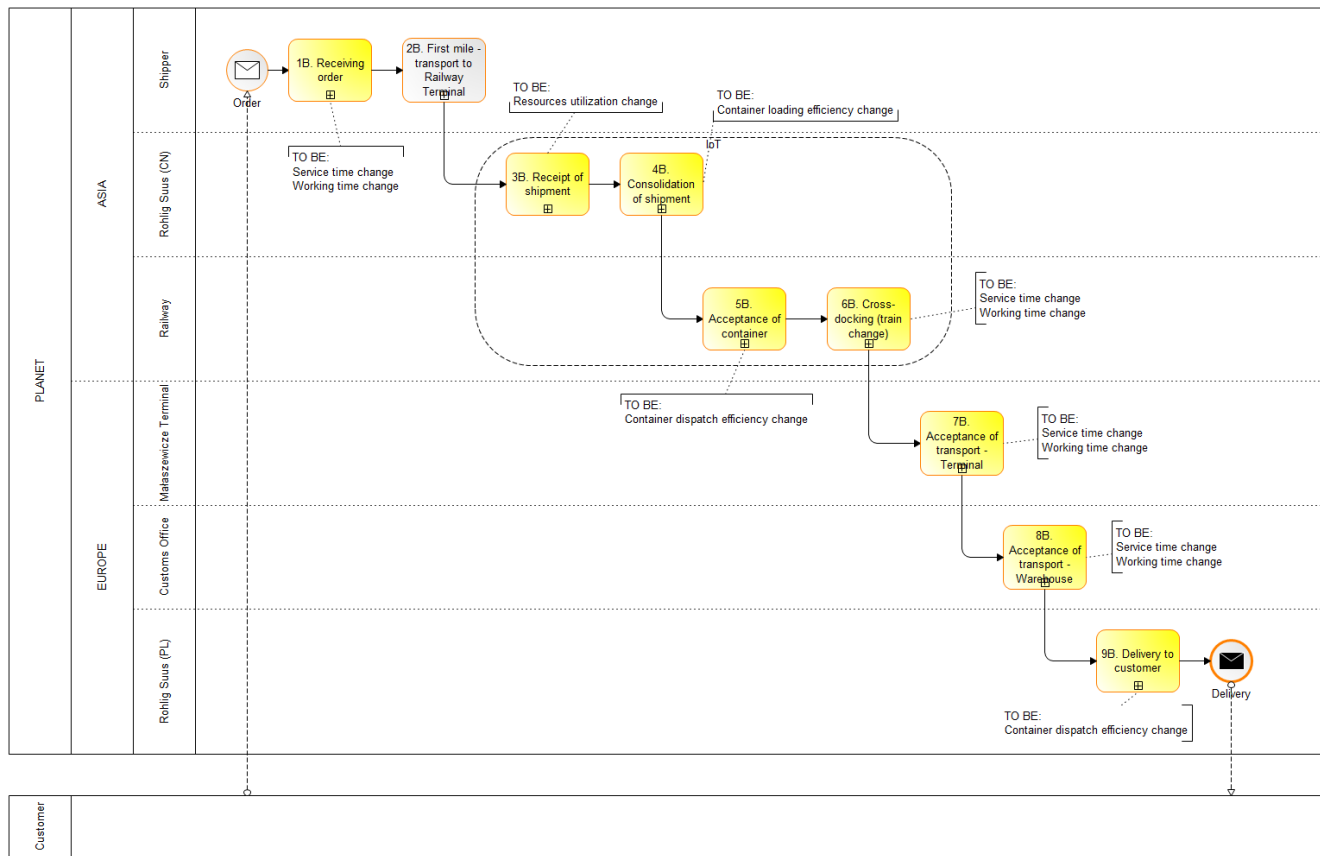 PLANET
ASIA
EUROPE
Shipper
Rohlig Suus (CN)
Railway
Małaszewicze Terminal
Customs Office
Rohlig Suus (PL)
Customer
Order
1B. Receiving
order
2B. First mile -
transport to
Railway
Terminal
TO BE:
Service time change
Working time change
TO BE:
Resources utilization change
TO BE:
Container loading efficiency change
IoT
3B. Receipt of
shipment
4B.
Consolidation
of shipment
5B.
Acceptance of
container
6B. Cross-
docking (train
change)
TO BE:
Service time change
Working time change
TO BE:
Container dispatch efficiency change
7B.
Acceptance of
transport -
Terminal
TO BE:
Service time change
Working time change
8B.
Acceptance of
transport -
Warehouse
TO BE:
Service time change
Working time change
9B. Delivery to
customer
Delivery
TO BE:
Container dispatch efficiency change